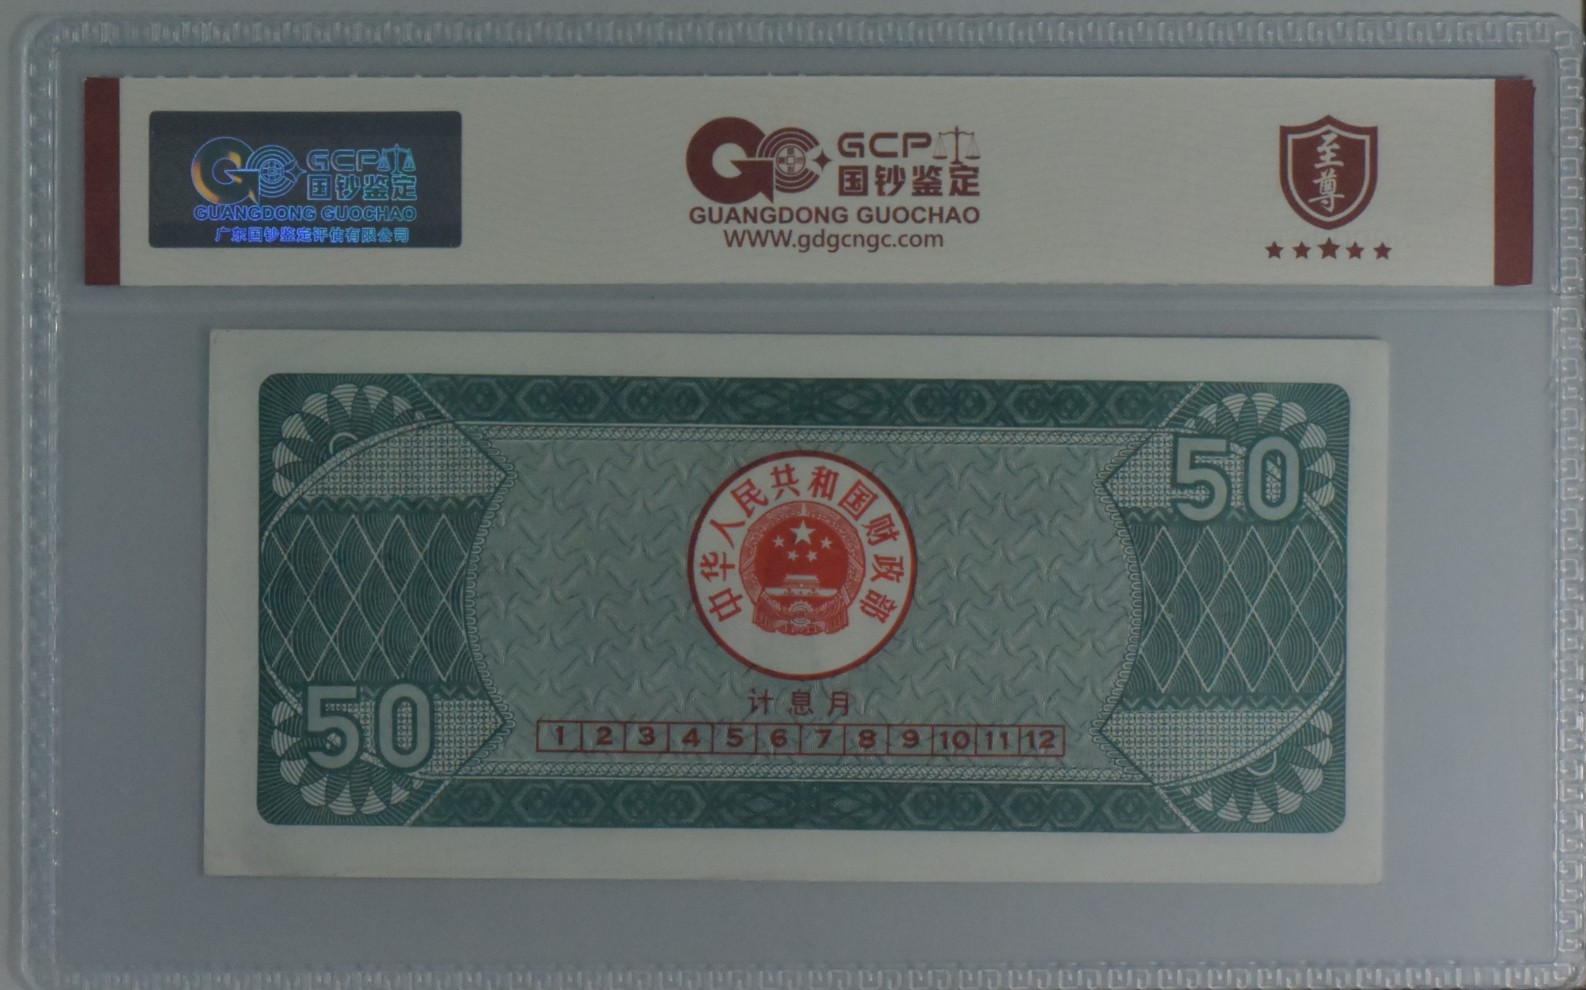 GCP
国钞鉴定
GUANGDONG GUOCHAO
广东国钞鉴定评估有限公司
GCP
国钞鉴定
GUANGDONG GUOCHAO
WWW.gdgcngc.com
至尊
50
中华人民共和国财政部
50
计息月
1 2 3 4 5 6 7 8 9 10 11 12